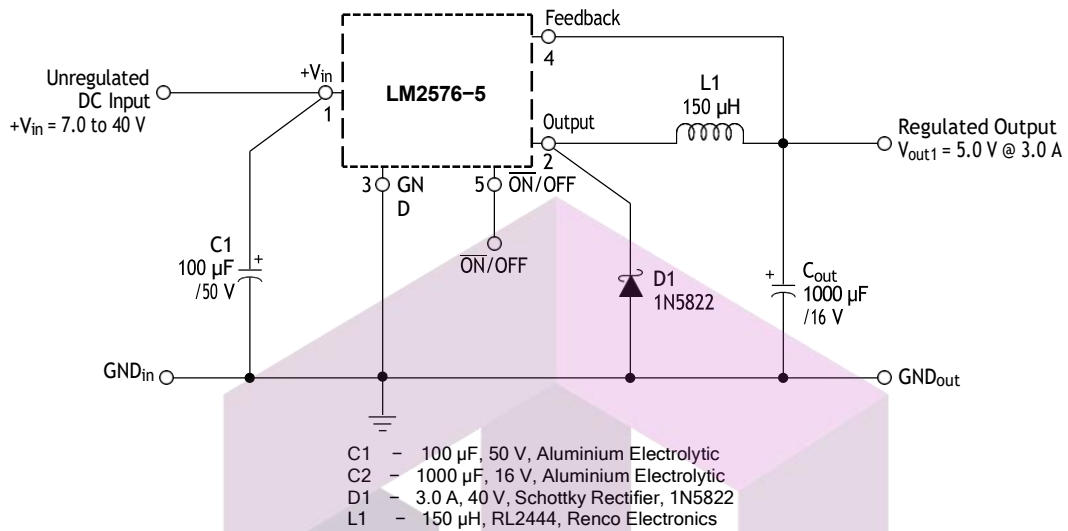 Feedback
4
Unregulated
DC Input
+Vin = 7.0 to 40 V
+Vin
1
LM2576−5
L1
150 µH
Output
2
Regulated Output
Vout1 = 5.0 V @ 3.0 A
3 GN
D
5 ON/OFF
ON/OFF
C1
100 µF
/50 V
+
D1
1N5822
+
Cout
1000 µF
/16 V
GNDin
GNDout
C1 − 100 µF, 50 V, Aluminium Electrolytic
C2 − 1000 µF, 16 V, Aluminium Electrolytic
D1 − 3.0 A, 40 V, Schottky Rectifier, 1N5822
L1 − 150 µH, RL2444, Renco Electronics